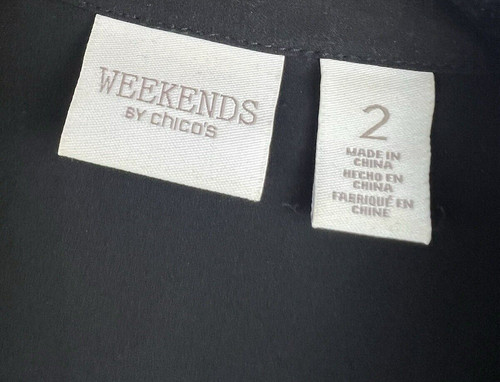 WEEKENDS
BY CHICO'S
2
MADE IN
CHINA
HECHO EN
CHINA
FABRIQUÉ EN
CHINE